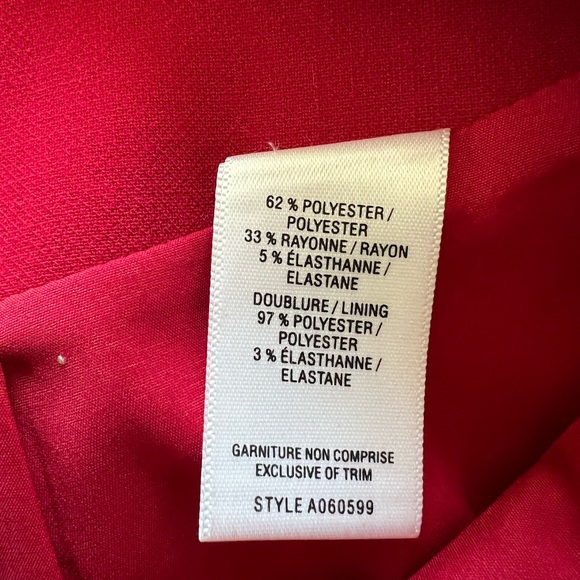 62 % POLYESTER /
POLYESTER
33 % RAYONNE / RAYON
5 % ÉLASTHANNE /
ELASTANE
DOUBLURE / LINING
97 % POLYESTER /
POLYESTER
3 % ÉLASTHANNE /
ELASTANE
GARNITURE NON COMPRISE
EXCLUSIVE OF TRIM
STYLE A060599